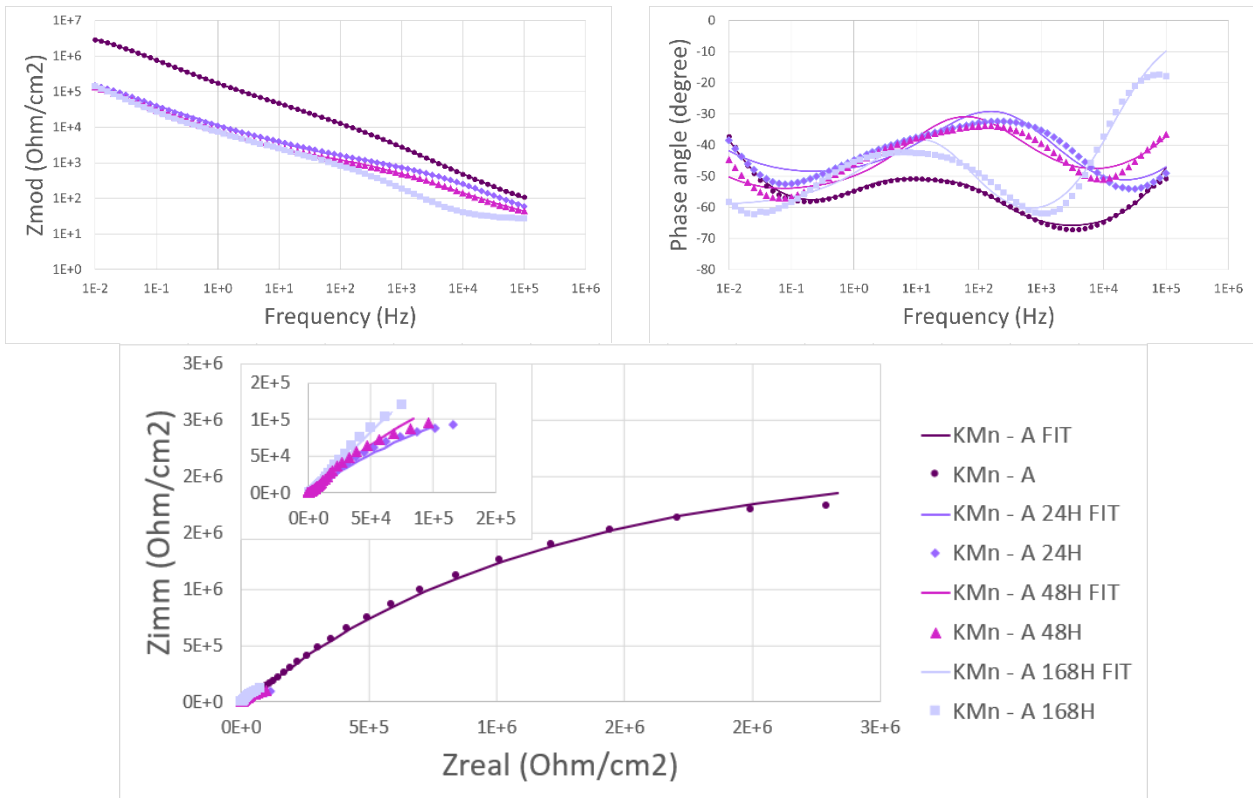 1E+7
1E+6
1E+5
1E+4
1E+3
1E+2
1E+1
1E+0
Zmod (Ohm/cm2)
1E-2 1E-1 1E+0 1E+1 1E+2 1E+3 1E+4 1E+5 1E+6
Frequency (Hz)
0
-10
-20
-30
-40
-50
-60
-70
-80
Phase angle (degree)
1E-2 1E-1 1E+0 1E+1 1E+2 1E+3 1E+4 1E+5 1E+6
Frequency (Hz)
3E+6
3E+6
2E+6
2E+6
1E+6
5E+5
0E+0
Zimm (Ohm/cm2)
2E+5
1E+5
5E+4
0E+0
0E+0 5E+4 1E+5 2E+5
0E+0 5E+5 1E+6 2E+6 2E+6 3E+6
Zreal (Ohm/cm2)
KMn - A FIT
KMn - A
KMn - A 24H FIT
KMn - A 24H
KMn - A 48H FIT
KMn - A 48H
KMn - A 168H FIT
KMn - A 168H